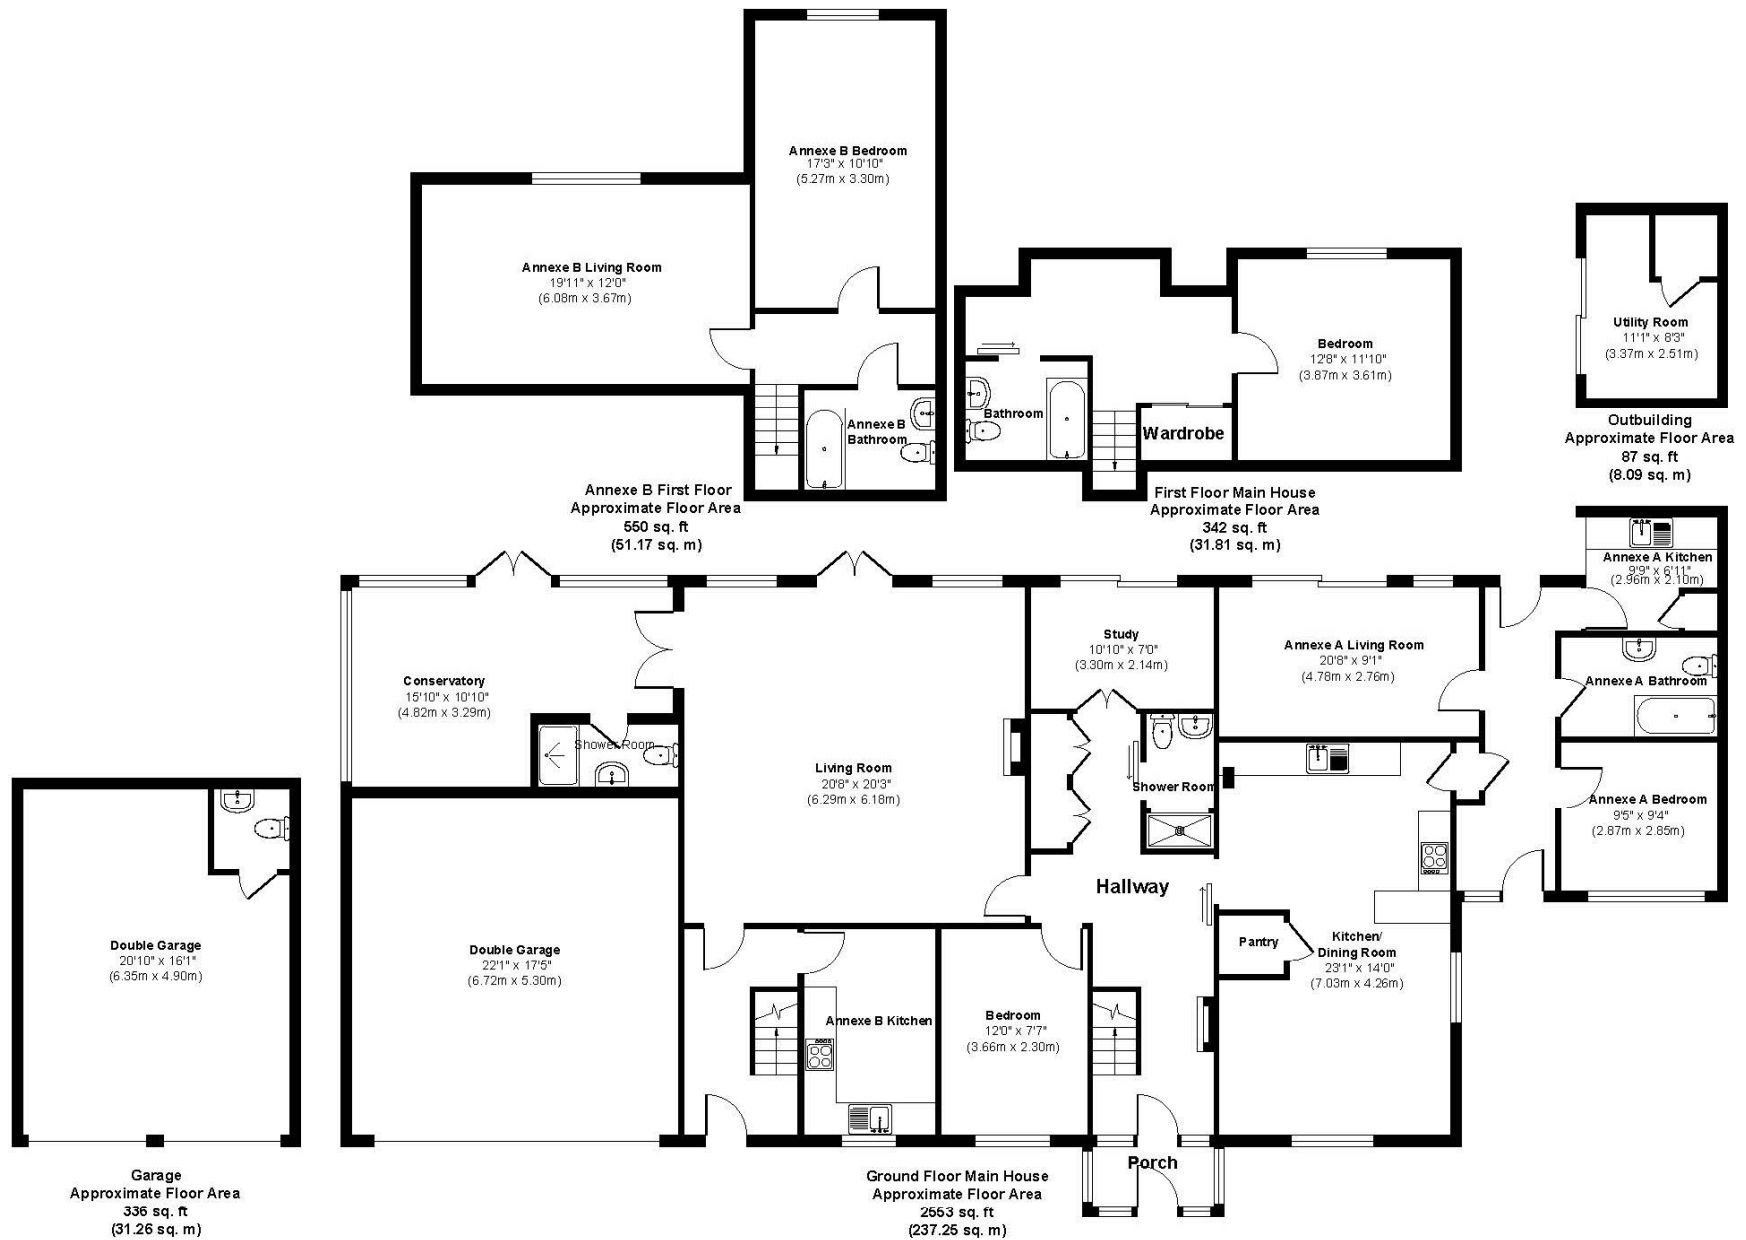 Annexe B Bedroom
17'3" x 10'10"
(5.27m x 3.30m)
Annexe B Living Room
19'11" x 12'0"
(6.08m x 3.67m)
Annexe B
Bathroom
Annexe B First Floor
Approximate Floor Area
550 sq. ft
(51.17 sq. m)
Bedroom
12'8" x 11'10"
(3.87m x 3.61m)
Bathroom
Wardrobe
First Floor Main House
Approximate Floor Area
342 sq. ft
(31.81 sq. m)
Utility Room
11'1" x 8'3"
(3.37m x 2.51m)
Outbuilding
Approximate Floor Area
87 sq. ft
(8.09 sq. m)
Annexe A Kitchen
9'9" x 6'11"
(2.96m x 2.10m)
Study
10'10" x 7'0"
(3.30m x 2.14m)
Annexe A Living Room
20'8" x 9'1"
(4.78m x 2.76m)
Annexe A Bathroom
Conservatory
15'10" x 10'10"
(4.82m x 3.29m)
Shower Room
Living Room
20'8" x 20'3"
(6.29m x 6.18m)
Shower Room
Annexe A Bedroom
9'5" x 9'4"
(2.87m x 2.85m)
Hallway
Double Garage
20'10" x 16'1"
(6.35m x 4.90m)
Double Garage
22'1" x 17'5"
(6.72m x 5.30m)
Pantry
Kitchen/
Dining Room
23'1" x 14'0"
(7.03m x 4.26m)
Annexe B Kitchen
Bedroom
12'0" x 7'7"
(3.66m x 2.30m)
Porch
Garage
Approximate Floor Area
336 sq. ft
(31.26 sq. m)
Ground Floor Main House
Approximate Floor Area
2553 sq. ft
(237.25 sq. m)